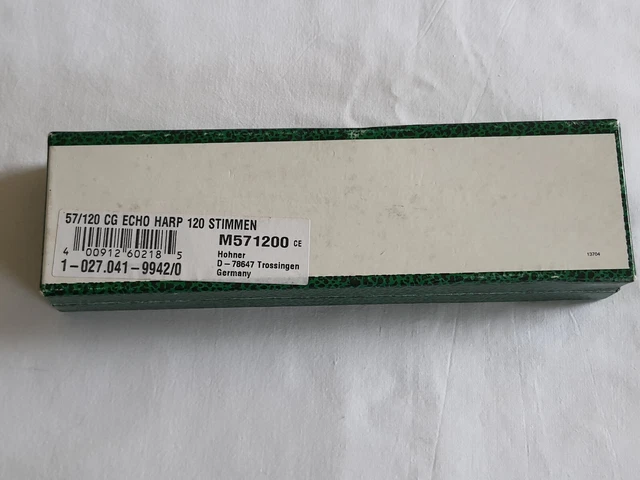 57/120 CG ECHO HARP 120 STIMMEN
4 00912 60218 5
M571200 CE
1-027.041-9942/0
Hohner
D-78647 Trossingen
Germany
13704